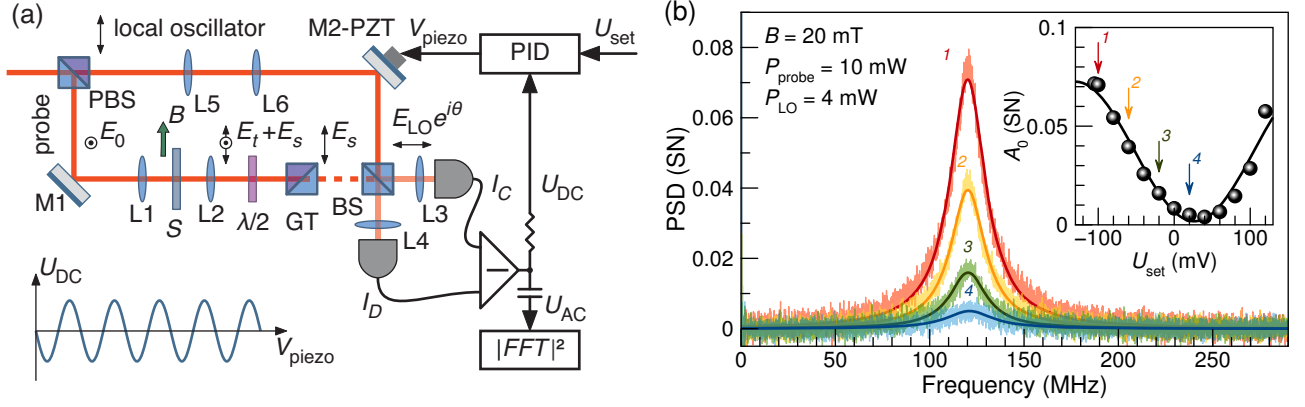 (a)
local oscillator
M2-PZT
V_piezo
PID
U_set
PBS
L5
L6
probe
B
E_0
E_t + E_s
E_s
E_LO e^{iθ}
M1
L1
S
L2
λ/2
GT
BS
L3
L4
I_C
U_DC
I_D
−
U_AC
|FFT|²
U_DC
V_piezo
(b)
B = 20 mT
P_probe = 10 mW
P_LO = 4 mW
PSD (SN)
0.08
0.06
0.04
0.02
0
0 50 100 150 200 250
Frequency (MHz)
1
2
3
4
A_0 (SN)
0.1
0.05
0
-100 0 100
U_set (mV)
1
2
3
4